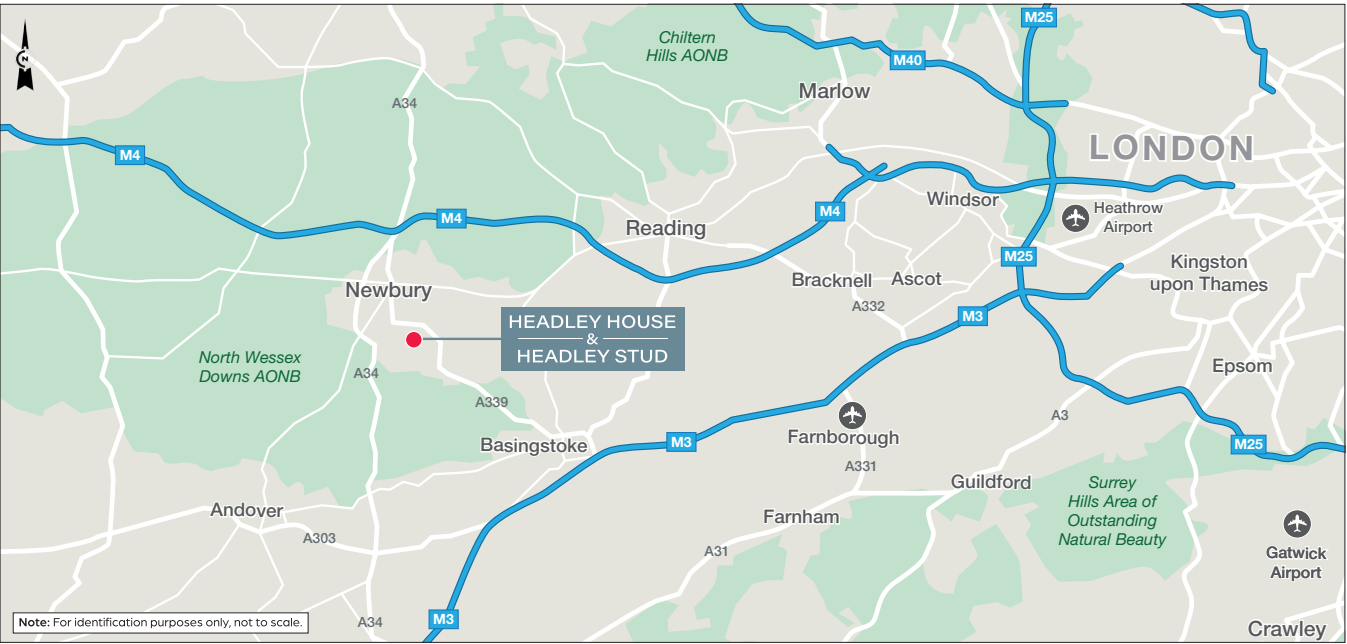 M25
Chiltern
Hills AONB
M40
Marlow
A34
N
LONDON
M4
Windsor
M4
M4
Heathrow
Airport
Reading
M25
Kingston
upon Thames
Bracknell
Ascot
Newbury
A332
M3
HEADLEY HOUSE
&
HEADLEY STUD
North Wessex
Downs AONB
A34
Epsom
A339
A3
Basingstoke
M3
Farnborough
M25
A331
Guildford
Surrey
Hills Area of
Outstanding
Natural Beauty
Andover
Farnham
A303
A31
Gatwick
Airport
Note: For identification purposes only, not to scale.
A34
M3
Crawley